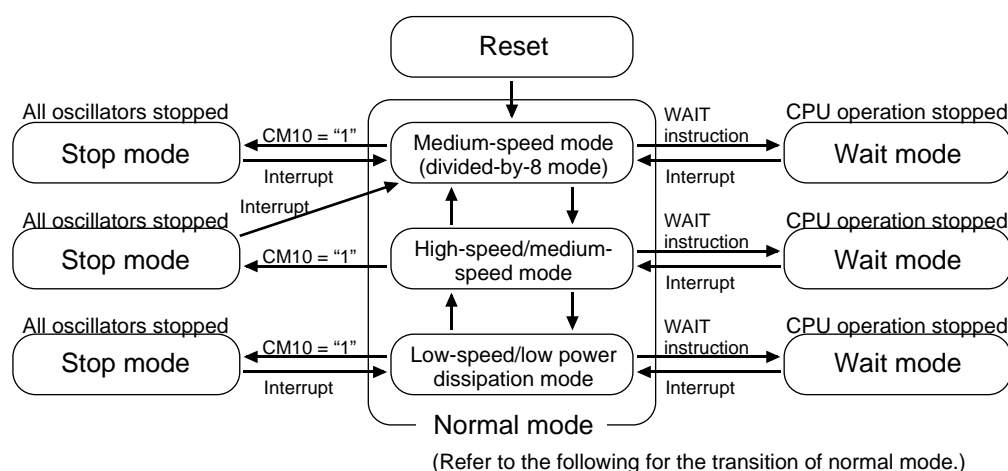 Reset
All oscillators stopped
Stop mode
CM10 = “1”
Interrupt
Medium-speed mode
(divided-by-8 mode)
WAIT
instruction
Interrupt
CPU operation stopped
Wait mode
Interrupt
All oscillators stopped
Stop mode
CM10 = “1”
High-speed/medium-
speed mode
WAIT
instruction
Interrupt
CPU operation stopped
Wait mode
All oscillators stopped
Stop mode
CM10 = “1”
Interrupt
Low-speed/low power
dissipation mode
WAIT
instruction
Interrupt
CPU operation stopped
Wait mode
Normal mode
(Refer to the following for the transition of normal mode.)